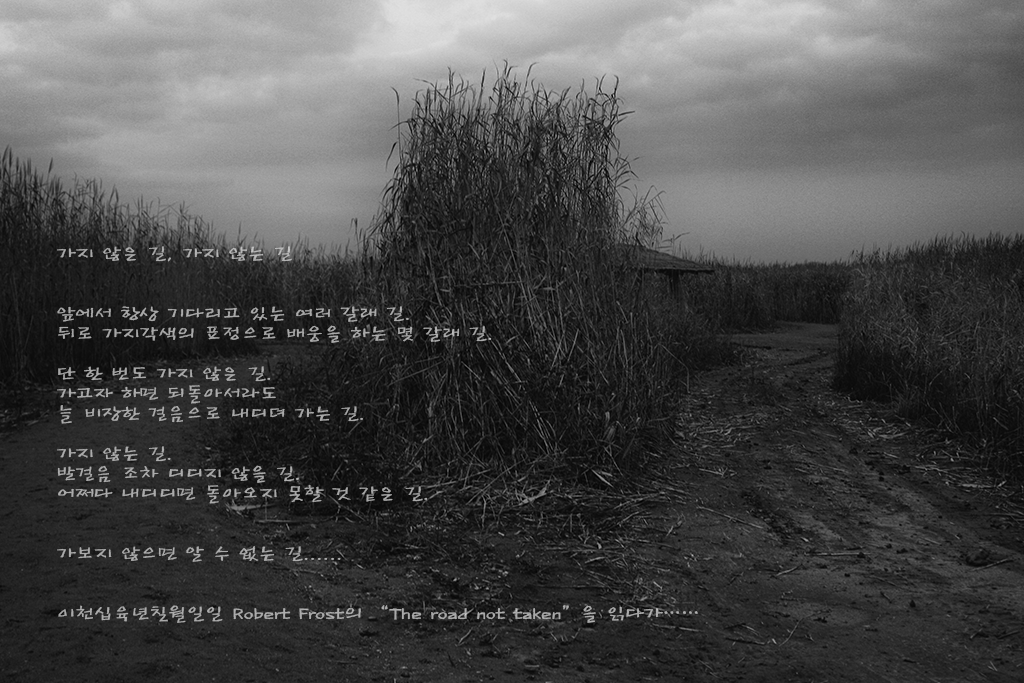 가지 않은 길, 가지 않는 길
앞에서 항상 기다리고 있는 여러 갈래 길.
뒤로 가지각색의 표정으로 배웅을 하는 몇 갈래 길.
단 한 번도 가지 않은 길.
가고자 하면 되돌아서라도
늘 비장한 걸음으로 내디뎌 가는 길.
가지 않는 길.
발걸음 조차 디디지 않을 길.
어쩌다 내디디면 돌아오지 못할 것 같은 길.
가보지 않으면 알 수 없는 길......
이천십육년칠월일일 Robert Frost의 “The road not taken” 을 읽다가……